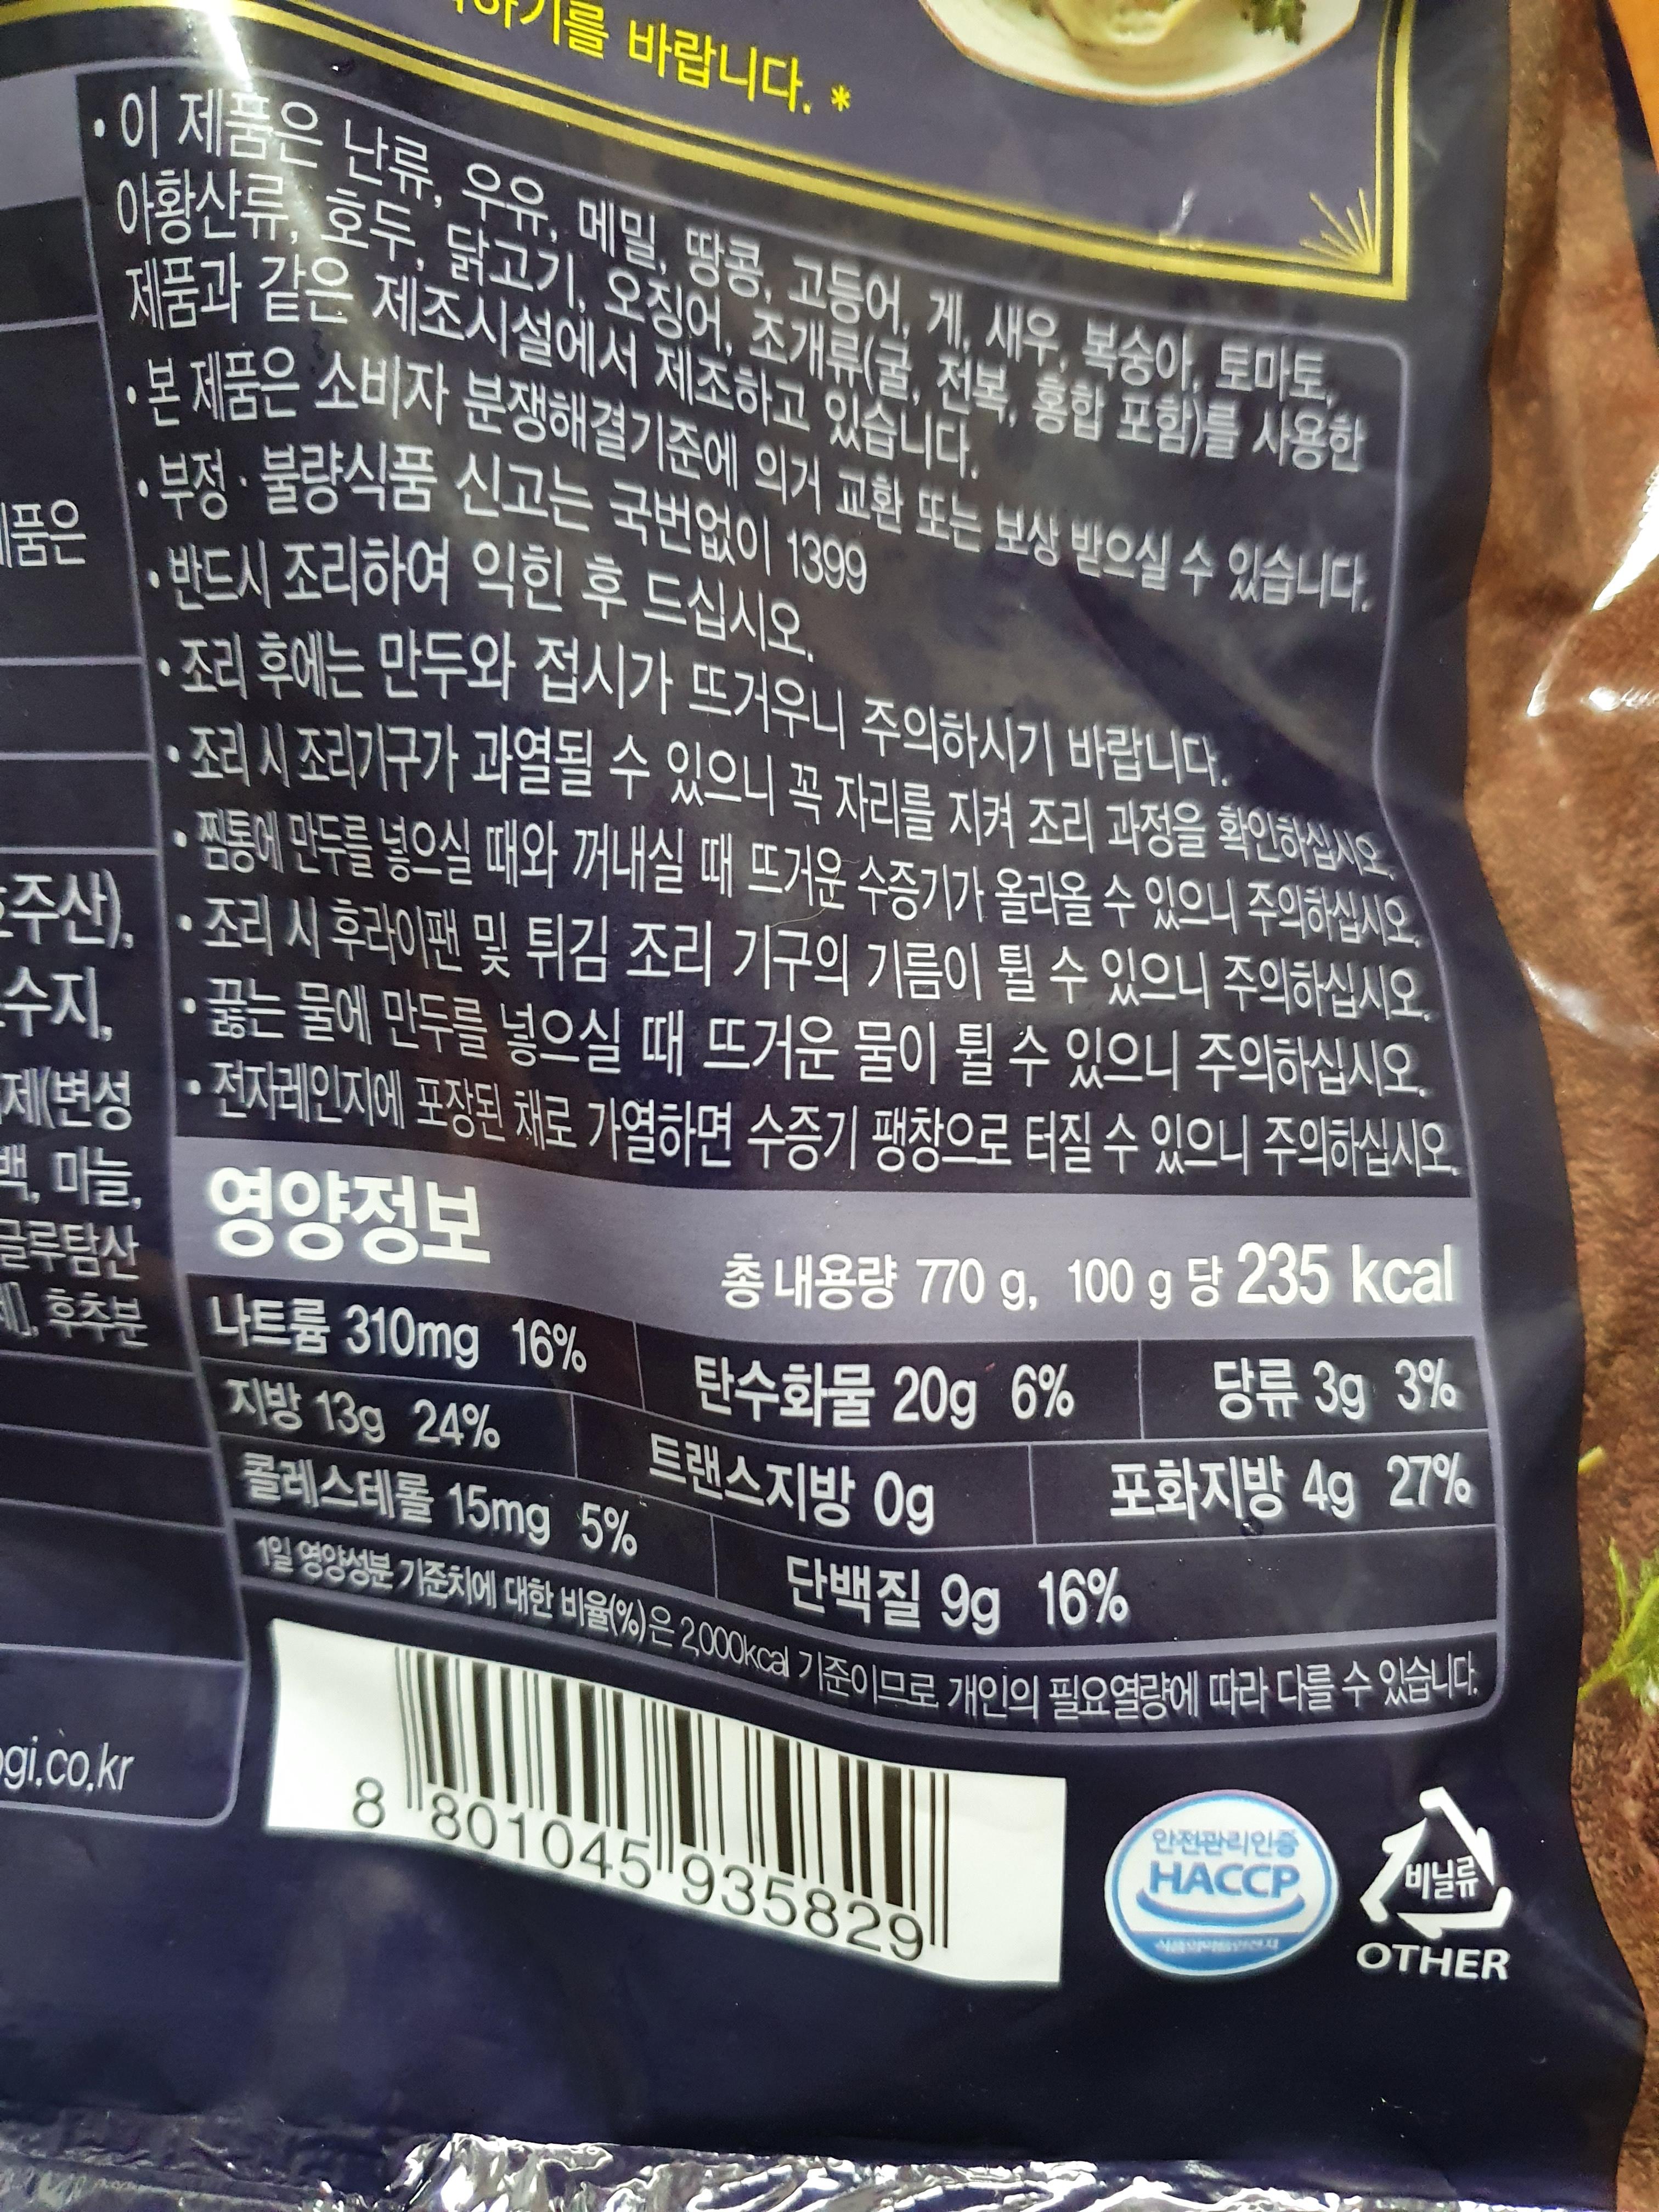 하기를 바랍니다. *
• 이 제품은 난류, 우유, 메밀, 땅콩, 고등어, 게, 새우, 복숭아, 토마토,
아황산류, 호두, 닭고기, 오징어, 조개류(굴, 전복, 홍합 포함)를 사용한
제품과 같은 제조시설에서 제조하고 있습니다.
• 본 제품은 소비자 분쟁해결기준에 의거 교환 또는 보상 받으실 수 있습니다.
• 부정·불량식품 신고는 국번없이 1399
• 반드시 조리하여 익힌 후 드십시오.
• 조리 후에는 만두와 접시가 뜨거우니 주의하시기 바랍니다.
• 조리 시 조리기구가 과열될 수 있으니 꼭 자리를 지켜 조리 과정을 확인하십시오.
• 찜통에 만두를 넣으실 때와 꺼내실 때 뜨거운 수증기가 올라올 수 있으니 주의하십시오.
• 조리 시 후라이팬 및 튀김 조리 기구의 기름이 튈 수 있으니 주의하십시오.
• 끓는 물에 만두를 넣으실 때 뜨거운 물이 튈 수 있으니 주의하십시오.
• 전자레인지에 포장된 채로 가열하면 수증기 팽창으로 터질 수 있으니 주의하십시오.
품은
주산),
수지,
제(변성
백, 마늘,
글루탐산
후추분
gi.co.kr
영양정보
총 내용량 770 g, 100 g 당 235 kcal
나트륨 310mg 16% 탄수화물 20g 6% 당류 3g 3%
지방 13g 24% 트랜스지방 0g 포화지방 4g 27%
콜레스테롤 15mg 5% 단백질 9g 16%
1일 영양성분 기준치에 대한 비율(%)은 2,000kcal 기준이므로 개인의 필요열량에 따라 다를 수 있습니다.
8 801045 935829
안전관리인증
HACCP
비닐류
OTHER